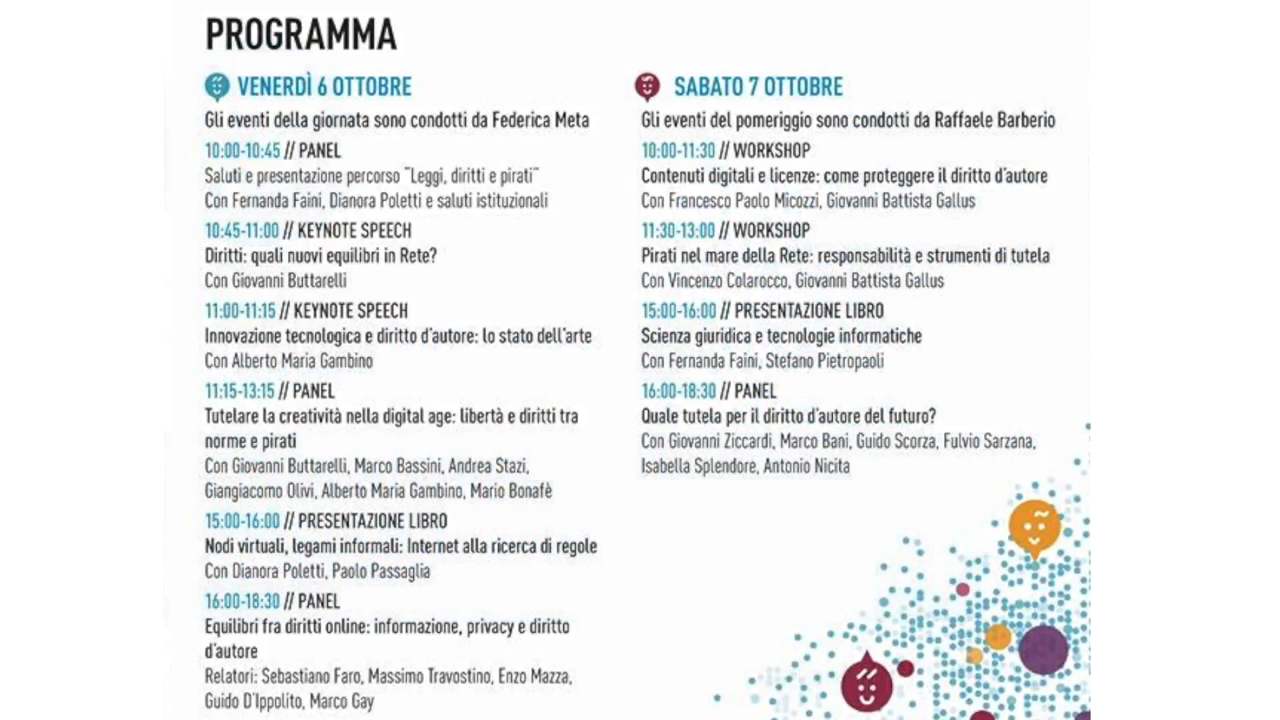 PROGRAMMA
VENERDÌ 6 OTTOBRE
Gli eventi della giornata sono condotti da Federica Meta
10:00-10:45 // PANEL
Saluti e presentazione percorso "Leggi, diritti e pirati"
Con Fernanda Faini, Dianora Poletti e saluti istituzionali
10:45-11:00 // KEYNOTE SPEECH
Diritti: quali nuovi equilibri in Rete?
Con Giovanni Buttarelli
11:00-11:15 // KEYNOTE SPEECH
Innovazione tecnologica e diritto d'autore: lo stato dell'arte
Con Alberto Maria Gambino
11:15-13:15 // PANEL
Tutelare la creatività nella digital age: libertà e diritti tra
norme e pirati
Con Giovanni Buttarelli, Marco Bassini, Andrea Stazi,
Giangiacomo Olivi, Alberto Maria Gambino, Mario Bonafè
15:00-16:00 // PRESENTAZIONE LIBRO
Nodi virtuali, legami informali: Internet alla ricerca di regole
Con Dianora Poletti, Paolo Passaglia
16:00-18:30 // PANEL
Equilibri fra diritti online: informazione, privacy e diritto
d'autore
Relatori: Sebastiano Faro, Massimo Travostino, Enzo Mazza,
Guido D'Ippolito, Marco Gay
SABATO 7 OTTOBRE
Gli eventi del pomeriggio sono condotti da Raffaele Barberio
10:00-11:30 // WORKSHOP
Contenuti digitali e licenze: come proteggere il diritto d'autore
Con Francesco Paolo Micozzi, Giovanni Battista Gallus
11:30-13:00 // WORKSHOP
Pirati nel mare della Rete: responsabilità e strumenti di tutela
Con Vincenzo Colarocco, Giovanni Battista Gallus
15:00-16:00 // PRESENTAZIONE LIBRO
Scienza giuridica e tecnologie informatiche
Con Fernanda Faini, Stefano Pietropaoli
16:00-18:30 // PANEL
Quale tutela per il diritto d'autore del futuro?
Con Giovanni Ziccardi, Marco Bani, Guido Scorza, Fulvio Sarzana,
Isabella Splendore, Antonio Nicita